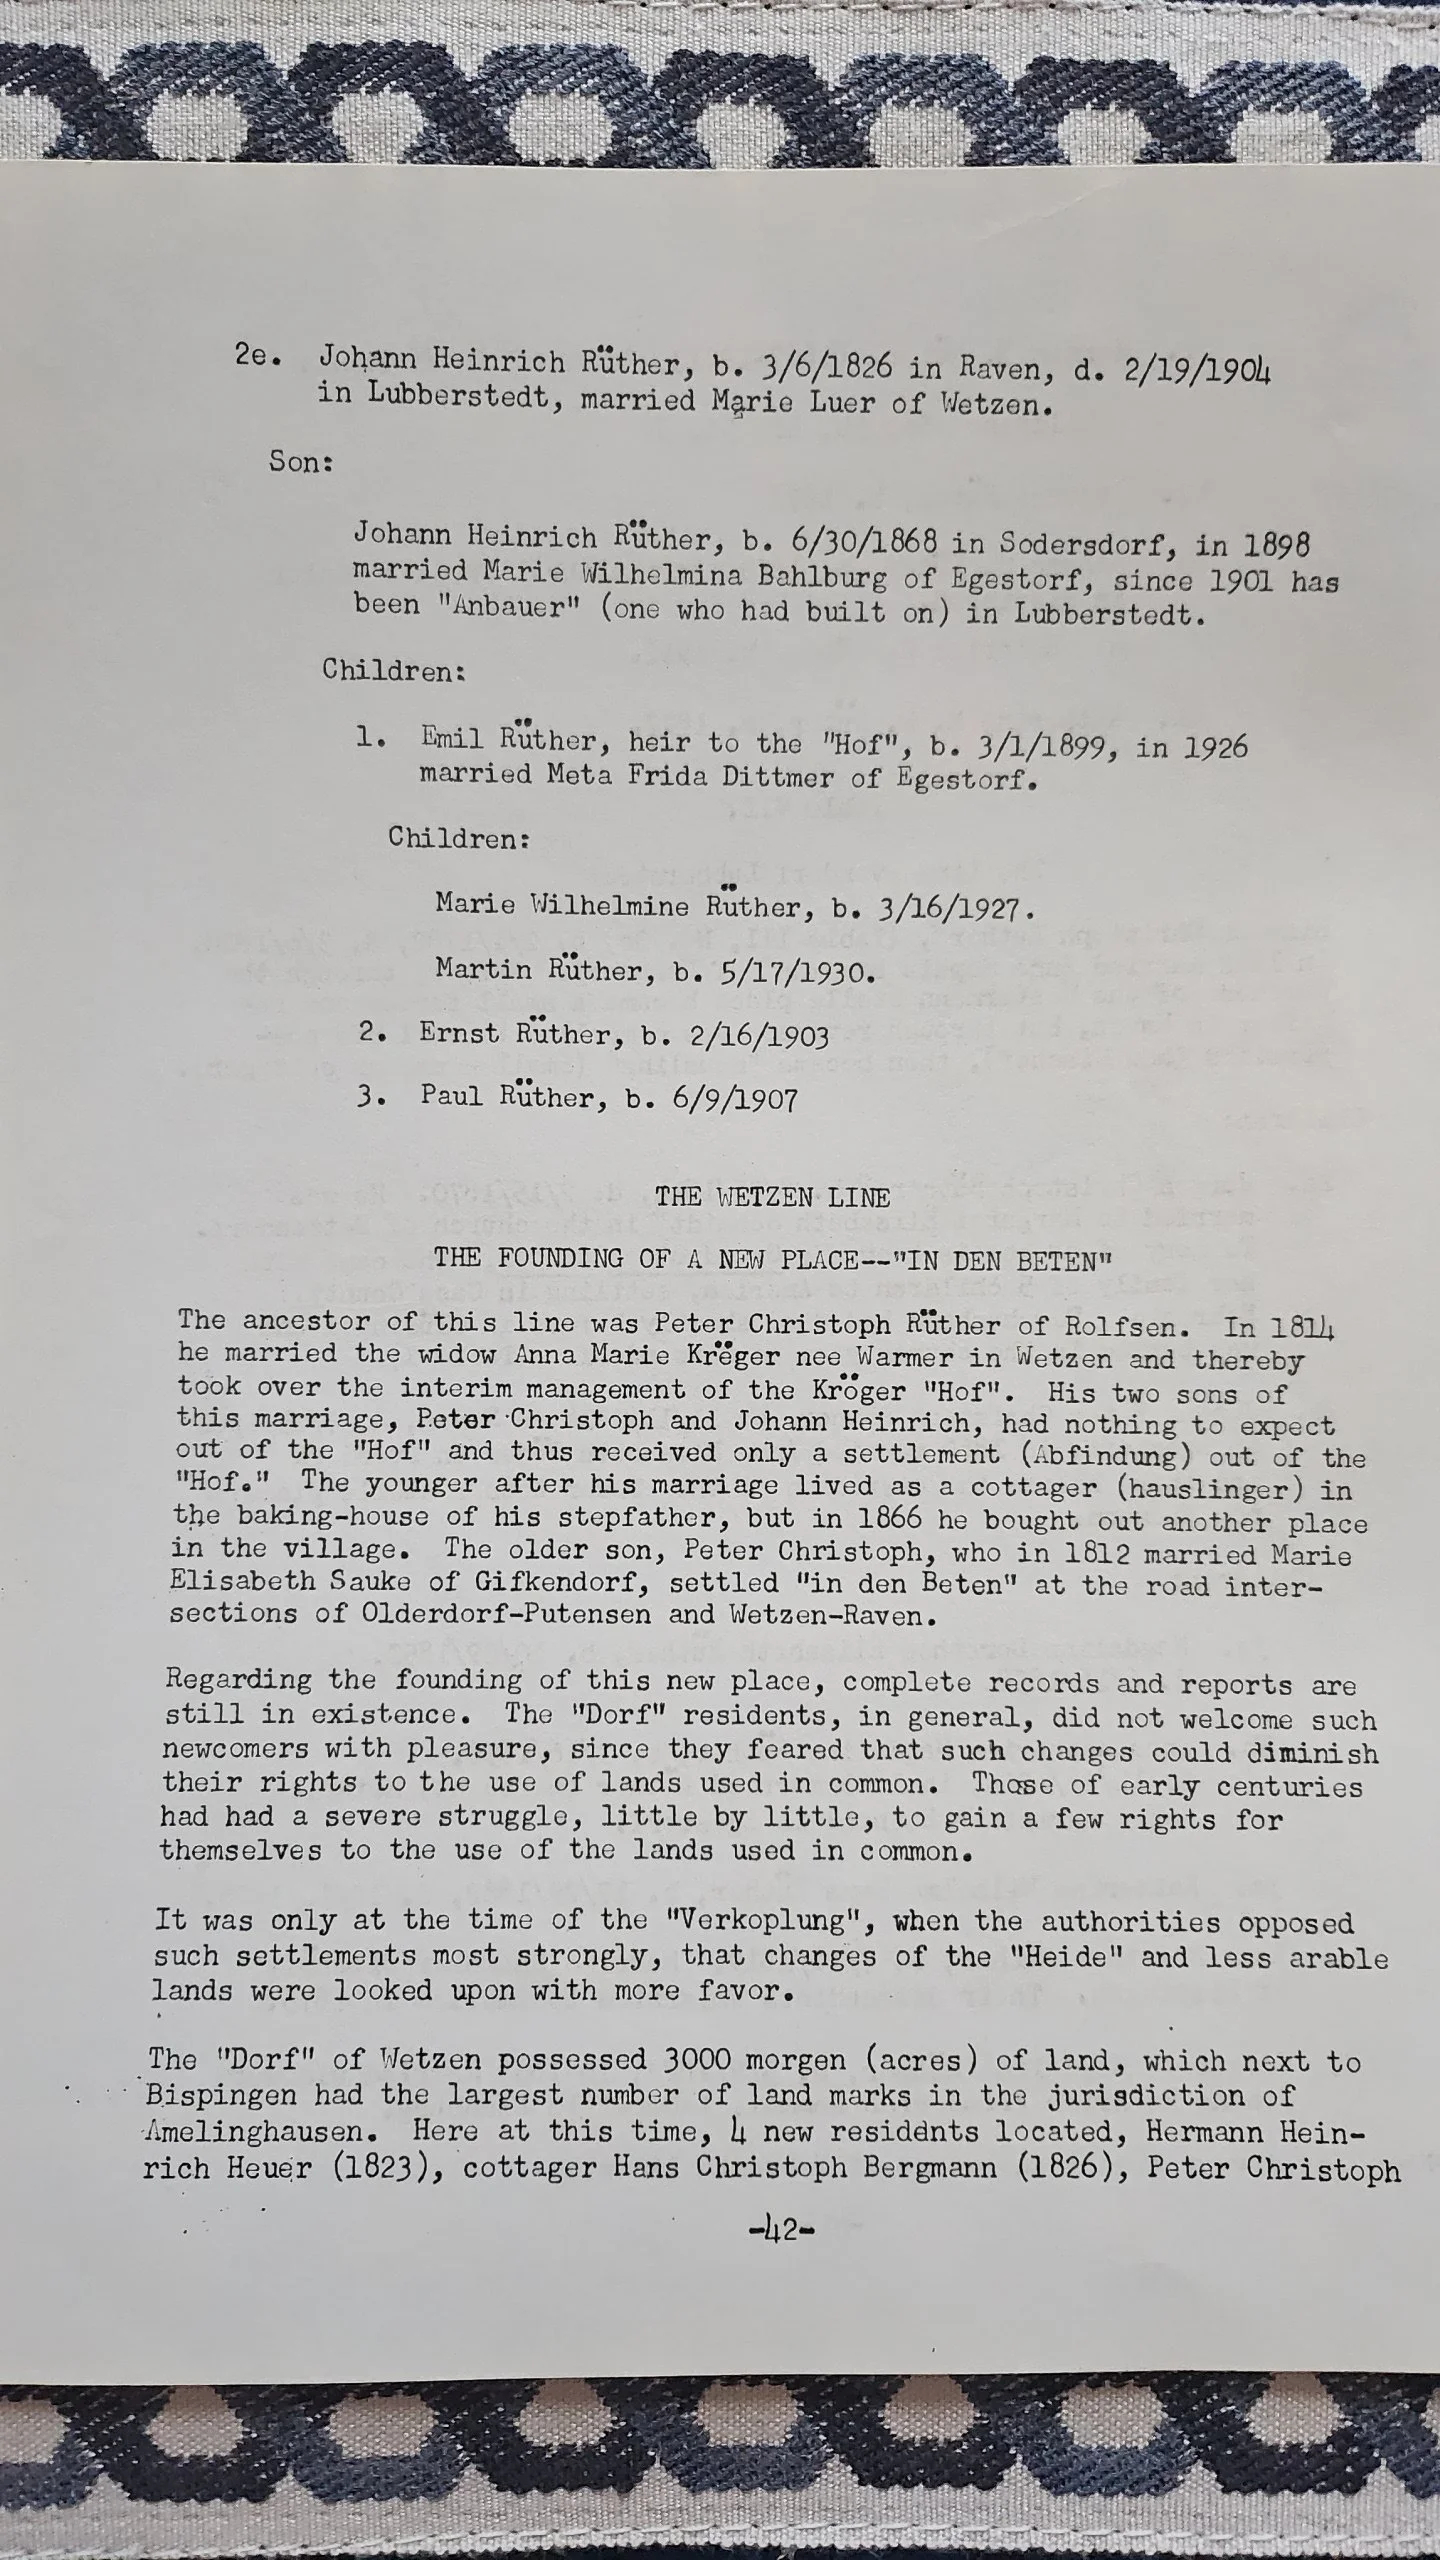 2e. Johann Heinrich Rüther, b. 3/6/1826 in Raven, d. 2/19/1904
in Lubberstedt, married Marie Luer of Wetzen.
Son:
Johann Heinrich Rüther, b. 6/30/1868 in Sodersdorf, in 1898
married Marie Wilhelmina Bahlburg of Egestorf, since 1901 has
been "Anbauer" (one who had built on) in Lubberstedt.
Children:
1. Emil Rüther, heir to the "Hof", b. 3/1/1899, in 1926
married Meta Frida Dittmer of Egestorf.
Children:
Marie Wilhelmine Rüther, b. 3/16/1927.
Martin Rüther, b. 5/17/1930.
2. Ernst Rüther, b. 2/16/1903
3. Paul Rüther, b. 6/9/1907
THE WETZEN LINE
THE FOUNDING OF A NEW PLACE--"IN DEN BETEN"
The ancestor of this line was Peter Christoph Rüther of Rolfsen. In 1814
he married the widow Anna Marie Krëger nee Warmer in Wetzen and thereby
took over the interim management of the Kröger "Hof". His two sons of
this marriage, Peter Christoph and Johann Heinrich, had nothing to expect
out of the "Hof" and thus received only a settlement (Abfindung) out of the
"Hof." The younger after his marriage lived as a cottager (hauslinger) in
the baking-house of his stepfather, but in 1866 he bought out another place
in the village. The older son, Peter Christoph, who in 1812 married Marie
Elisabeth Sauke of Gifkendorf, settled "in den Beten" at the road inter-
sections of Olderdorf-Putensen and Wetzen-Raven.
Regarding the founding of this new place, complete records and reports are
still in existence. The "Dorf" residents, in general, did not welcome such
newcomers with pleasure, since they feared that such changes could diminish
their rights to the use of lands used in common. Those of early centuries
had had a severe struggle, little by little, to gain a few rights for
themselves to the use of the lands used in common.
It was only at the time of the "Verkoplung", when the authorities opposed
such settlements most strongly, that changes of the "Heide" and less arable
lands were looked upon with more favor.
The "Dorf" of Wetzen possessed 3000 morgen (acres) of land, which next to
Bispingen had the largest number of land marks in the jurisdiction of
Amelinghausen. Here at this time, 4 new residdnts located, Hermann Hein-
rich Heuer (1823), cottager Hans Christoph Bergmann (1826), Peter Christoph
-42-